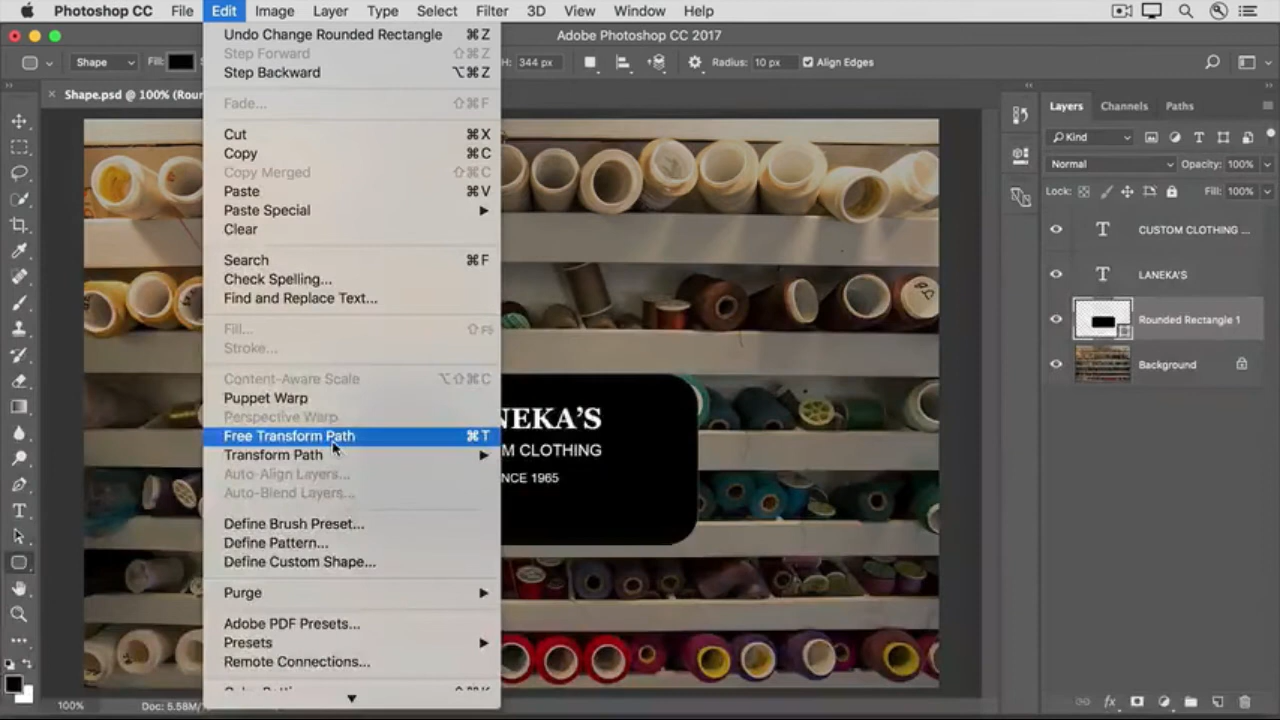 Photoshop CC File Edit Image Layer Type Select Filter 3D View Window Help
Adobe Photoshop CC 2017
Shape Fill: H: 344 px Radius: 10 px Align Edges
Shape.psd @ 100% (Rou
Undo Change Rounded Rectangle ⌘Z
Step Forward ⇧⌘Z
Step Backward ⌥⌘Z
Fade... ⇧⌘F
Cut ⌘X
Copy ⌘C
Copy Merged ⇧⌘C
Paste ⌘V
Paste Special
Clear
Search ⌘F
Check Spelling...
Find and Replace Text...
Fill... ⇧F5
Stroke...
Content-Aware Scale ⌥⇧⌘C
Puppet Warp
Perspective Warp
Free Transform Path ⌘T
Transform Path
Auto-Align Layers...
Auto-Blend Layers...
Define Brush Preset...
Define Pattern...
Define Custom Shape...
Purge
Adobe PDF Presets...
Presets
Remote Connections...
NEKA'S
M CLOTHING
NCE 1965
Layers Channels Paths
Kind
Normal Opacity: 100%
Lock: Fill: 100%
CUSTOM CLOTHING ...
LANEKA'S
Rounded Rectangle 1
Background
100% Doc: 5.58M/